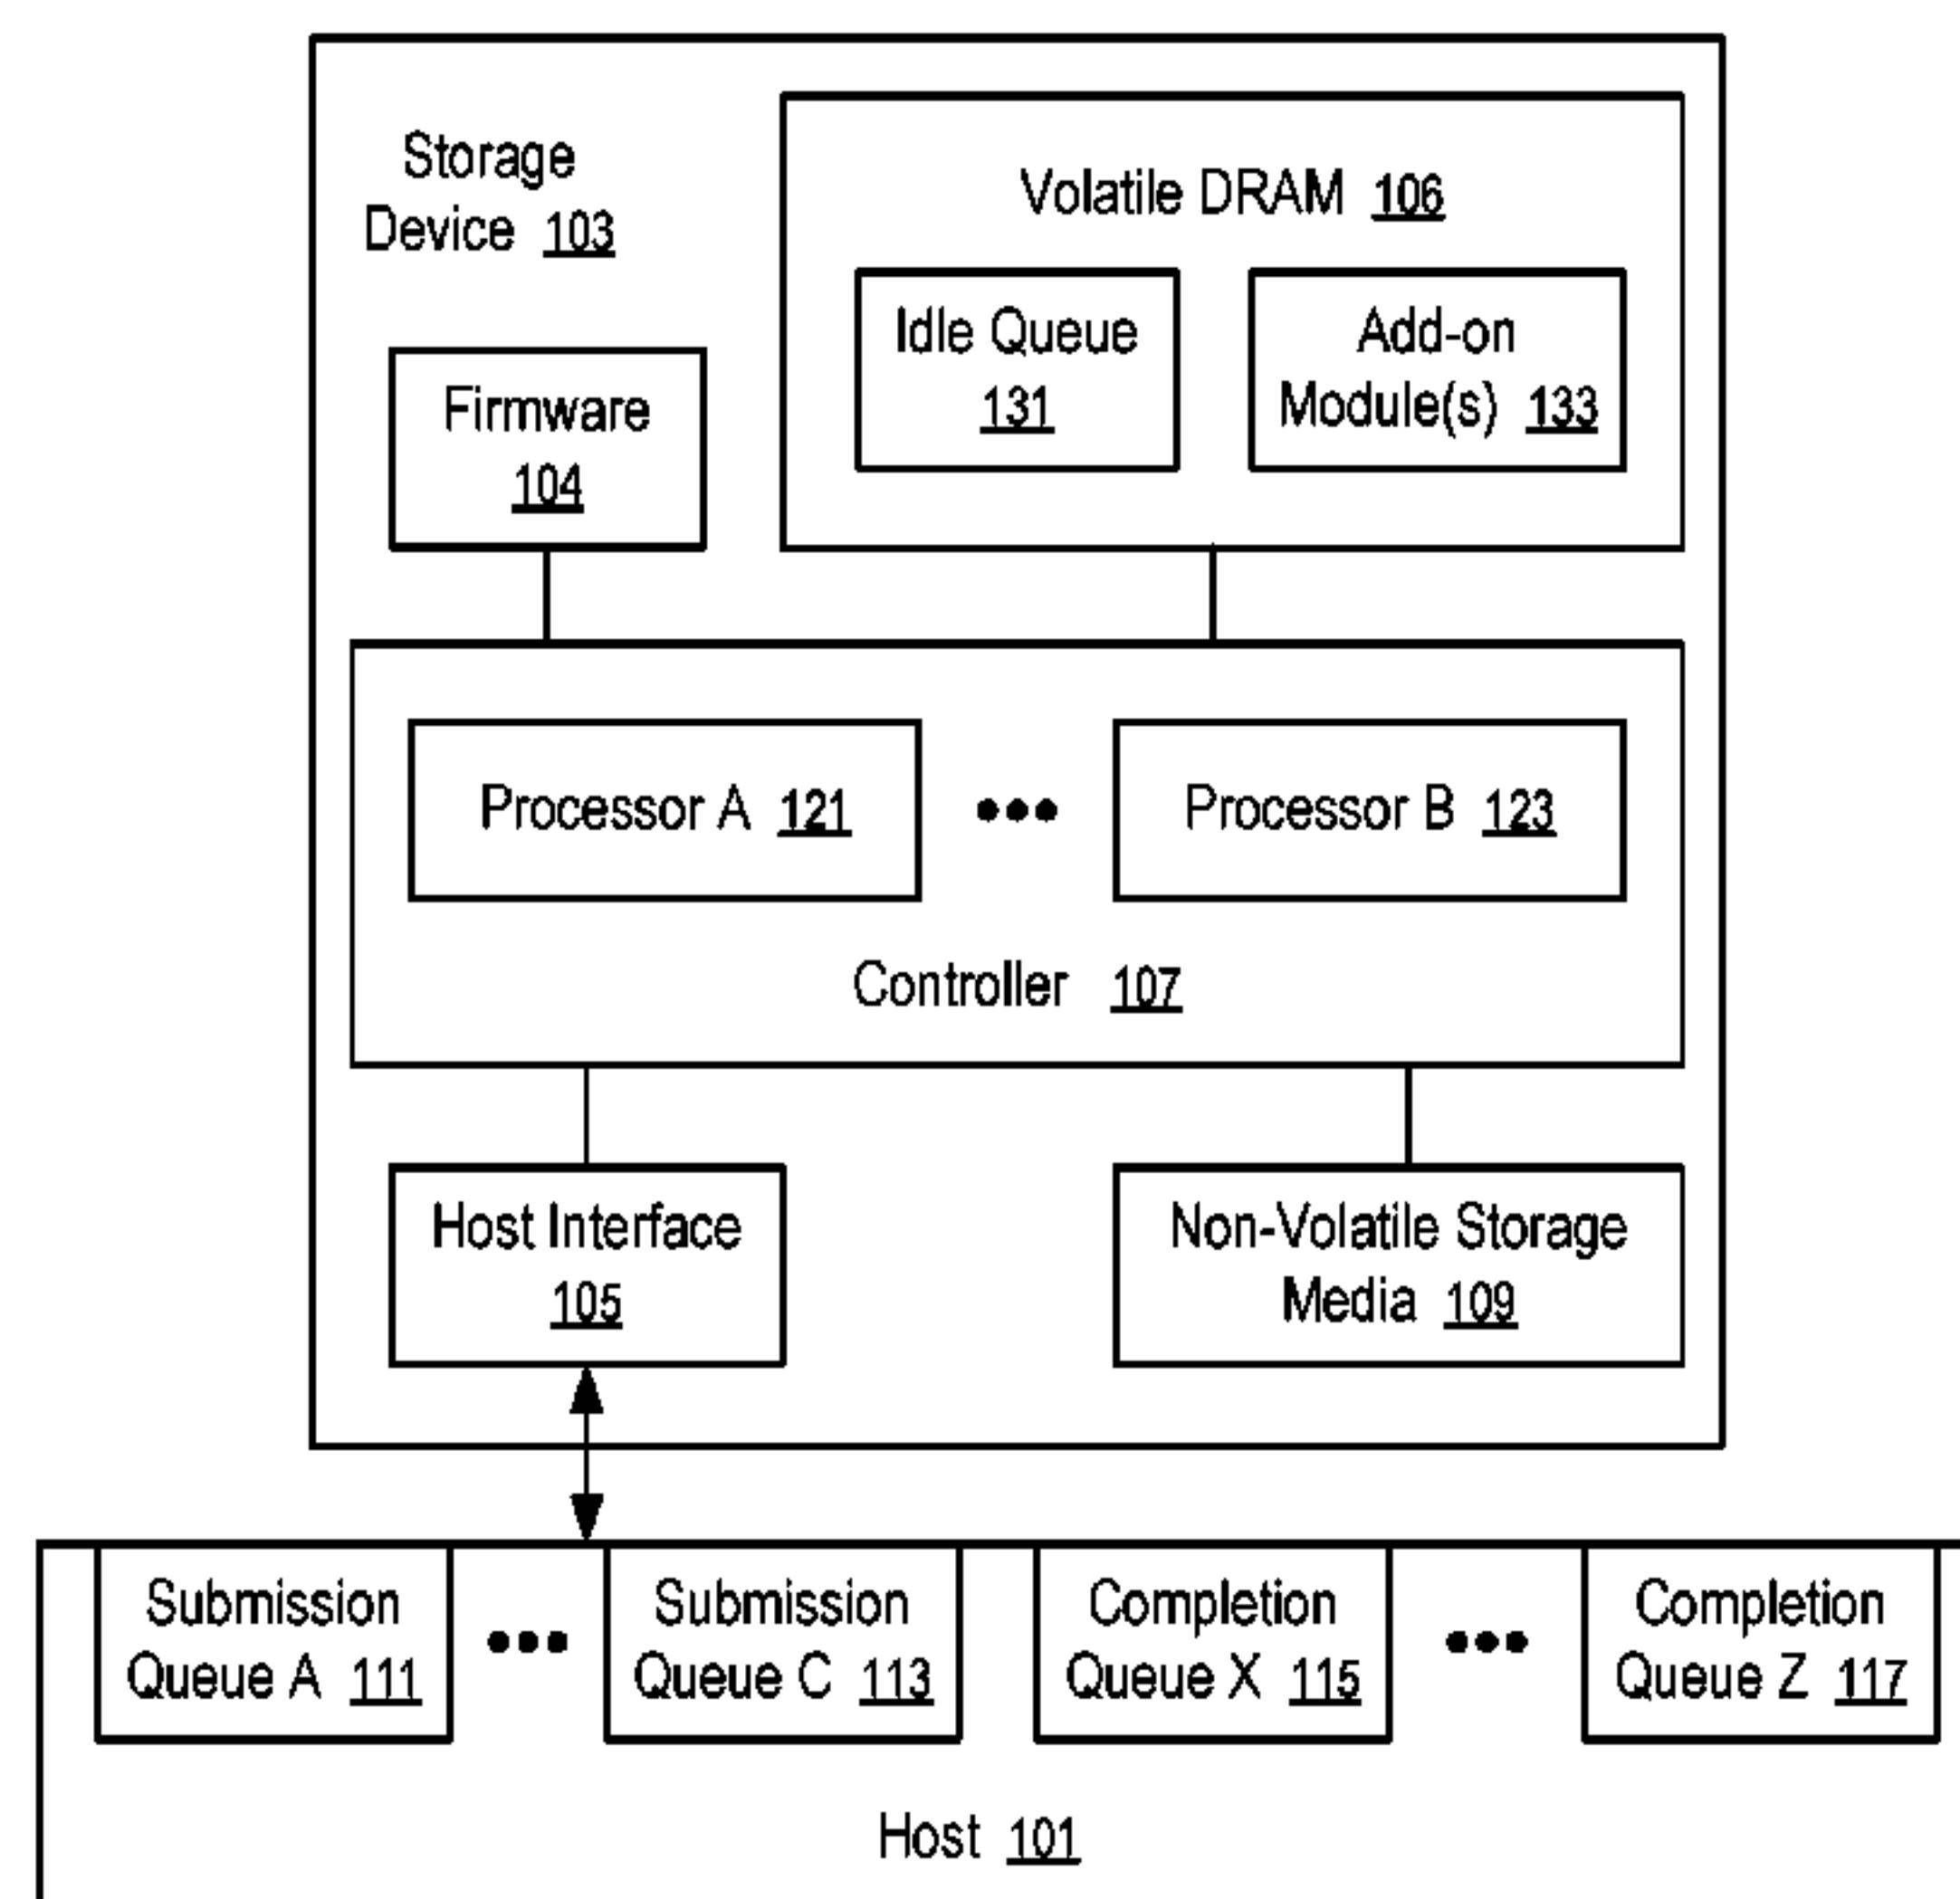 Storage
Device 103
Volatile DRAM 106
Idle Queue
131
Add-on
Module(s) 133
Firmware
104
Processor A 121
Processor B 123
Controller 107
Host Interface
105
Non-Volatile Storage
Media 109
Submission
Queue A 111
Submission
Queue C 113
Completion
Queue X 115
Completion
Queue Z 117
Host 101